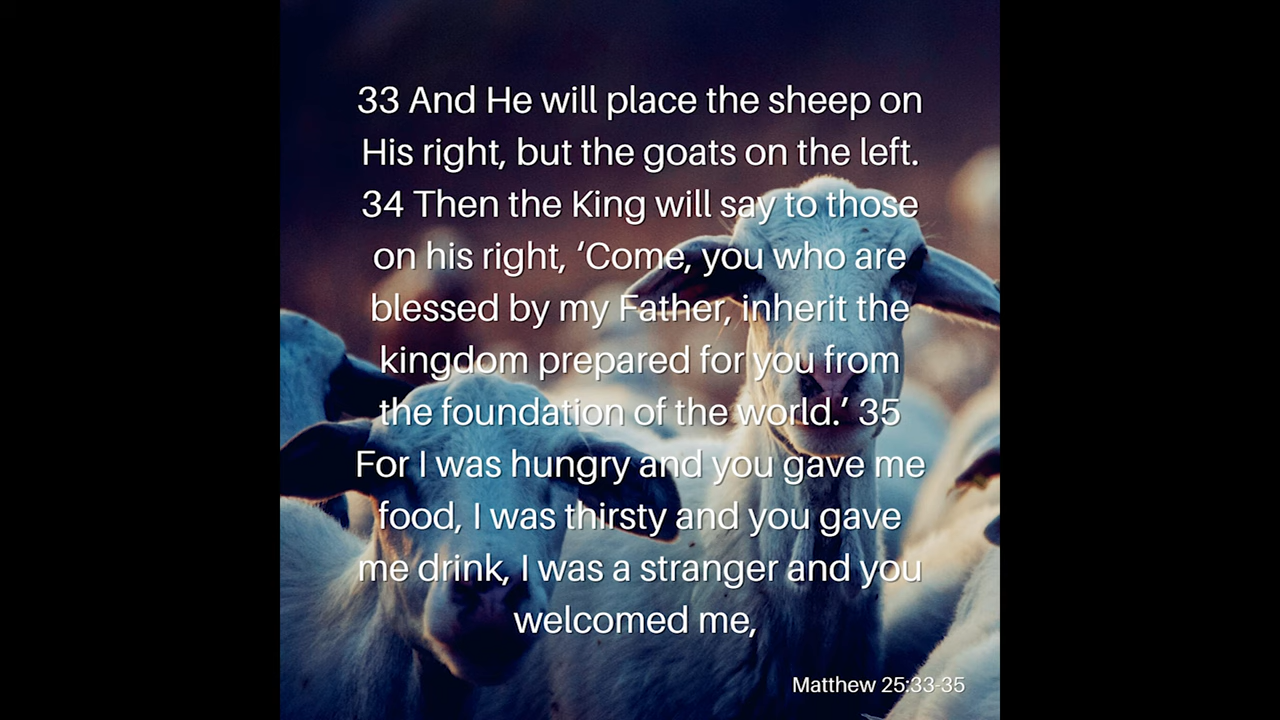 33 And He will place the sheep on
His right, but the goats on the left.
34 Then the King will say to those
on his right, ‘Come, you who are
blessed by my Father, inherit the
kingdom prepared for you from
the foundation of the world.’ 35
For I was hungry and you gave me
food, I was thirsty and you gave
me drink, I was a stranger and you
welcomed me,
Matthew 25:33-35